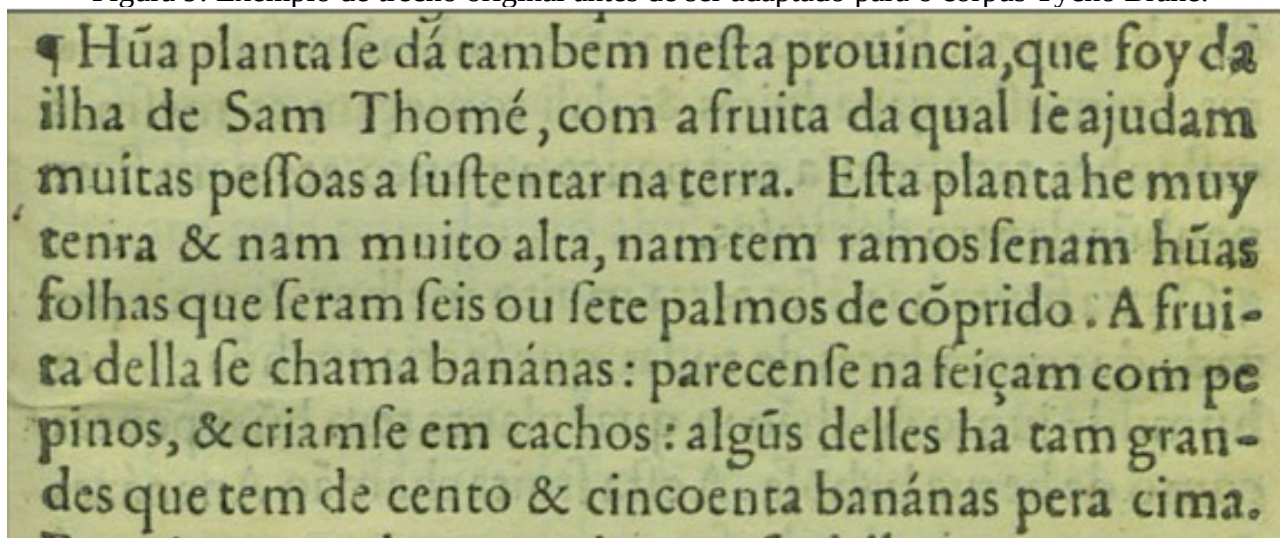 ¶ Hũa planta ſe dá tambem neſta prouincia,que foy da
ilha de Sam Thomé,com a fruita da qual ſe ajudam
muitas peſſoas a ſuſtentar na terra. Eſta planta he muy
tenra & nam muito alta, nam tem ramos ſenam hũas
folhas que ſeram ſeis ou ſete palmos de cõprido . A frui-
ta della ſe chama banánas : parecenſe na feiçam com pe
pinos, & criamſe em cachos : algũs delles ha tam gran-
des que tem de cento & cincoenta banánas pera cima.